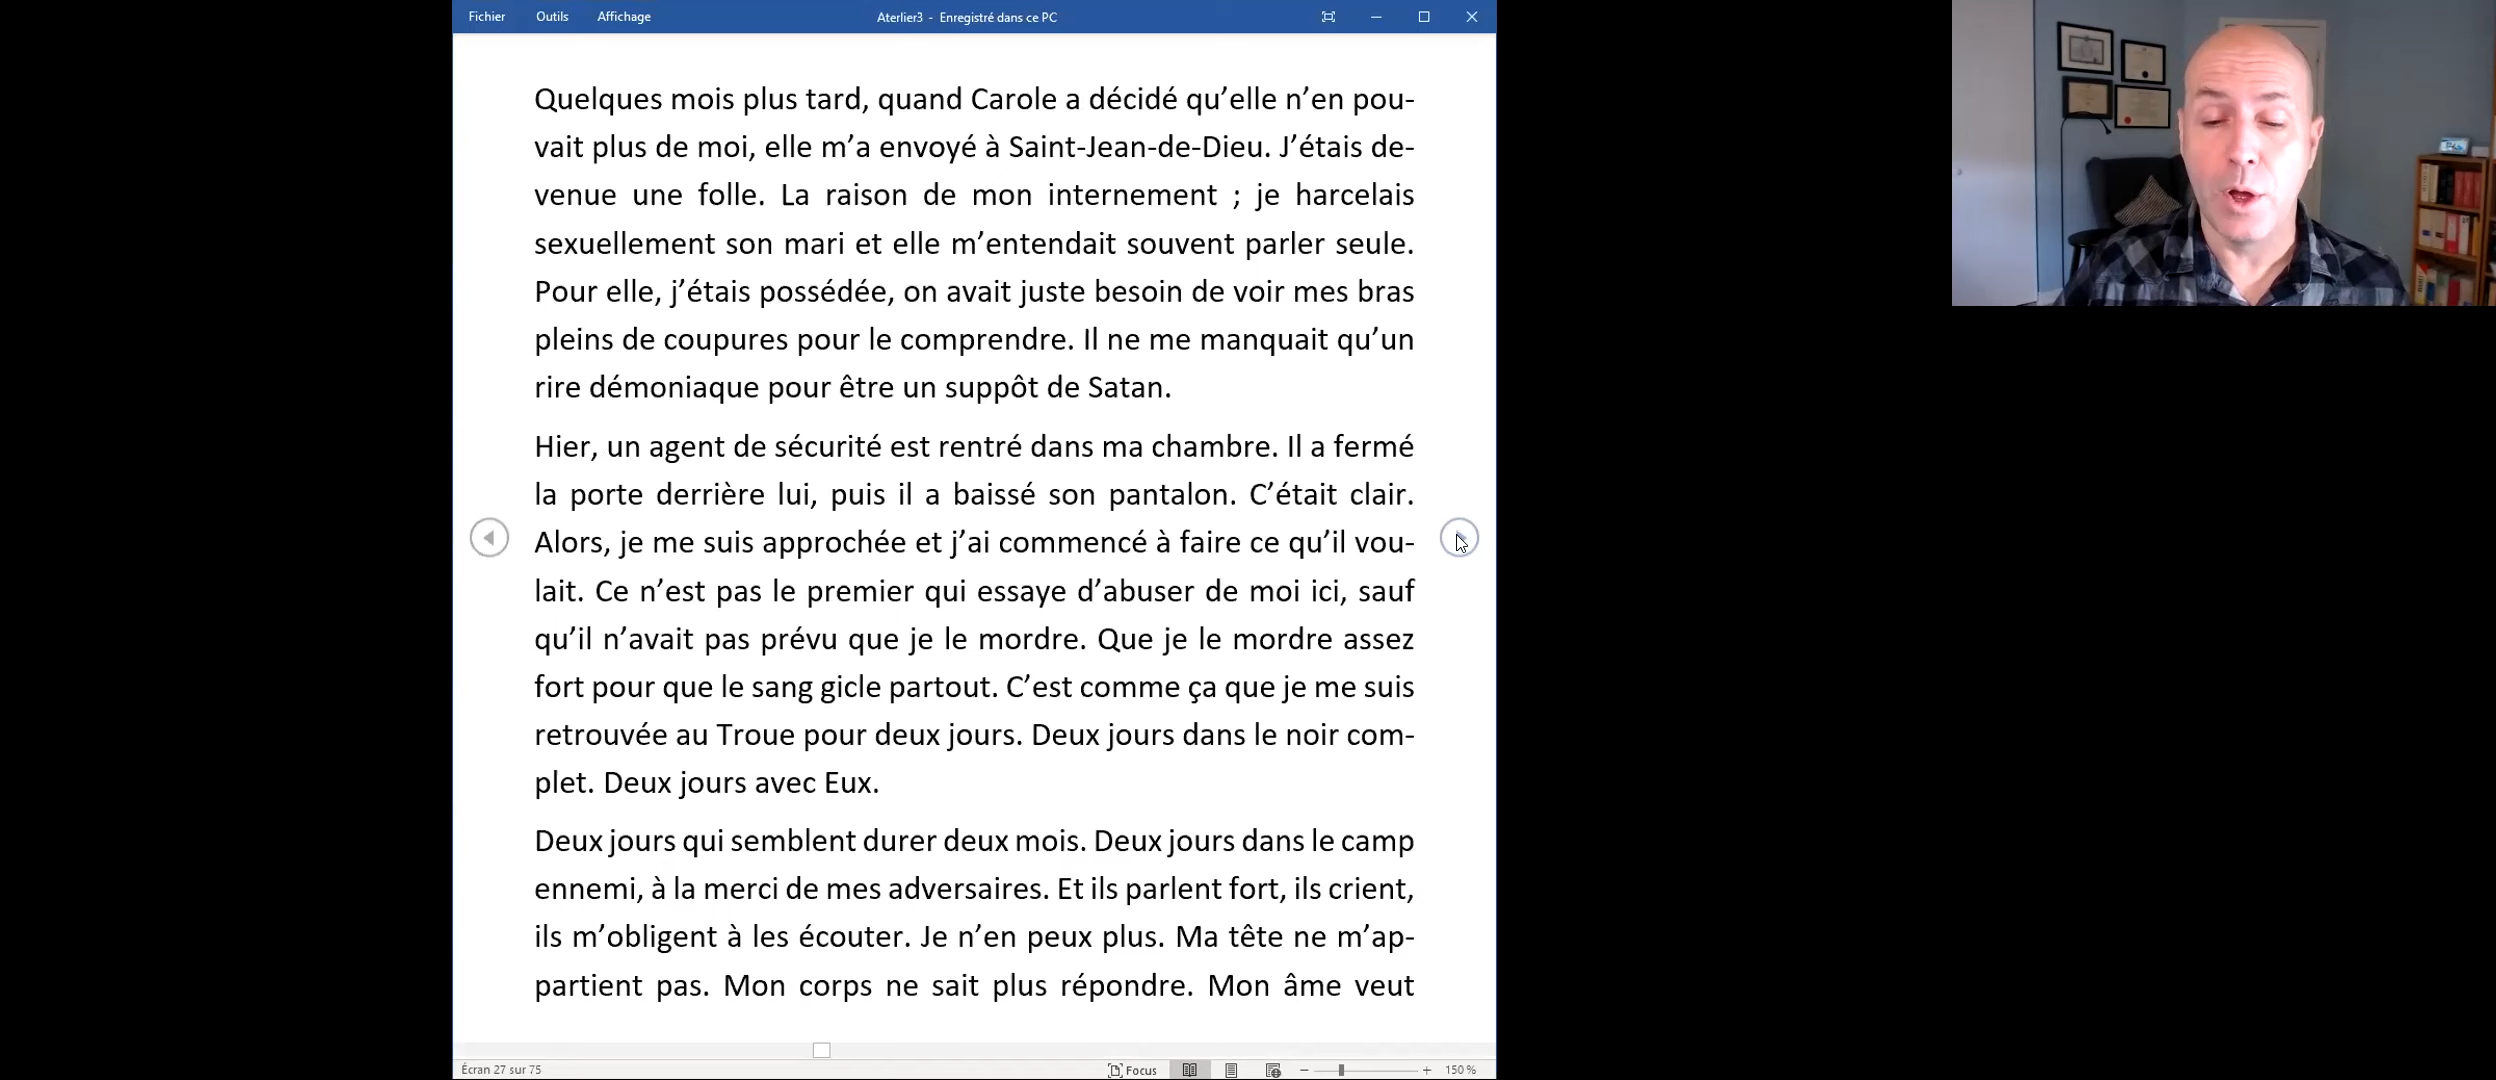 Fichier Outils Affichage Aterlier3 - Enregistré dans ce PC
Quelques mois plus tard, quand Carole a décidé qu’elle n’en pou-
vait plus de moi, elle m’a envoyé à Saint-Jean-de-Dieu. J’étais de-
venue une folle. La raison de mon internement ; je harcelais
sexuellement son mari et elle m’entendait souvent parler seule.
Pour elle, j’étais possédée, on avait juste besoin de voir mes bras
pleins de coupures pour le comprendre. Il ne me manquait qu’un
rire démoniaque pour être un suppôt de Satan.
Hier, un agent de sécurité est rentré dans ma chambre. Il a fermé
la porte derrière lui, puis il a baissé son pantalon. C’était clair.
Alors, je me suis approchée et j’ai commencé à faire ce qu’il vou-
lait. Ce n’est pas le premier qui essaye d’abuser de moi ici, sauf
qu’il n’avait pas prévu que je le mordre. Que je le mordre assez
fort pour que le sang gicle partout. C’est comme ça que je me suis
retrouvée au Troue pour deux jours. Deux jours dans le noir com-
plet. Deux jours avec Eux.
Deux jours qui semblent durer deux mois. Deux jours dans le camp
ennemi, à la merci de mes adversaires. Et ils parlent fort, ils crient,
ils m’obligent à les écouter. Je n’en peux plus. Ma tête ne m’ap-
partient pas. Mon corps ne sait plus répondre. Mon âme veut
Écran 27 sur 75 Focus 150 %